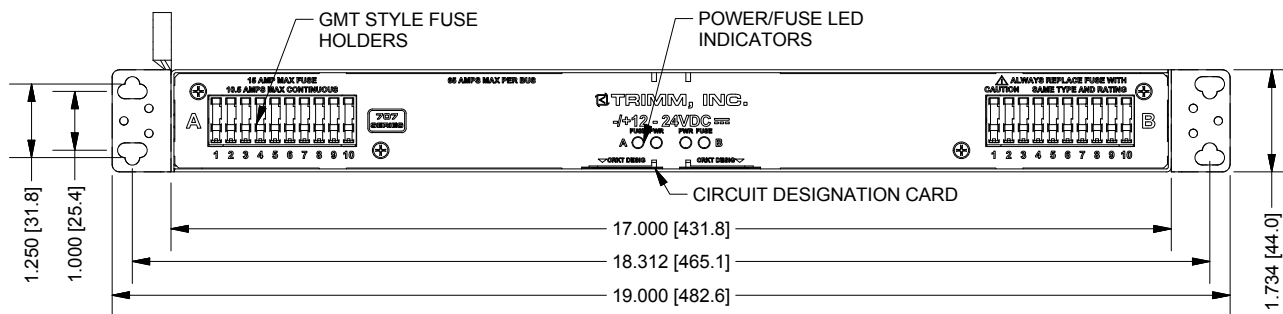 GMT STYLE FUSE
HOLDERS
POWER/FUSE LED
INDICATORS
15 AMP MAX FUSE
10.5 AMPS MAX CONTINUOUS
65 AMPS MAX PER BUS
ALWAYS REPLACE FUSE WITH
CAUTION SAME TYPE AND RATING
A
707
SERIES
TRIMM, INC.
-/+12/- 24VDC
FUSE PWR PWR FUSE
A B
B
1 2 3 4 5 6 7 8 9 10
1 2 3 4 5 6 7 8 9 10
CRKT DESIG CRKT DESIG
CIRCUIT DESIGNATION CARD
1.250 [31.8]
1.000 [25.4]
17.000 [431.8]
18.312 [465.1]
19.000 [482.6]
1.734 [44.0]